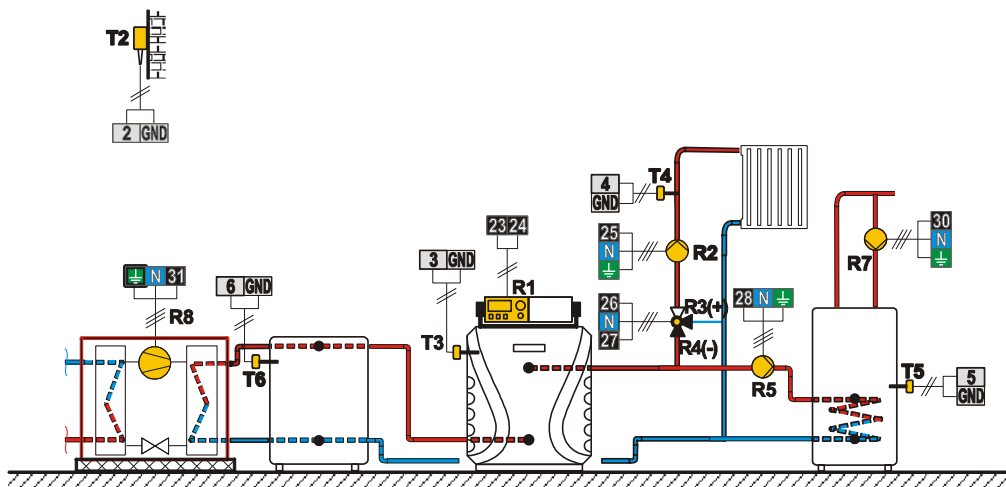 T2
2 GND
4
GND
T4
23 24
25
N
R2
3 GND
R1
26
N
27
R3(+)
R4(-)
T3
28 N
R5
30
N
R7
N 31
R8
6 GND
T6
T5
5
GND